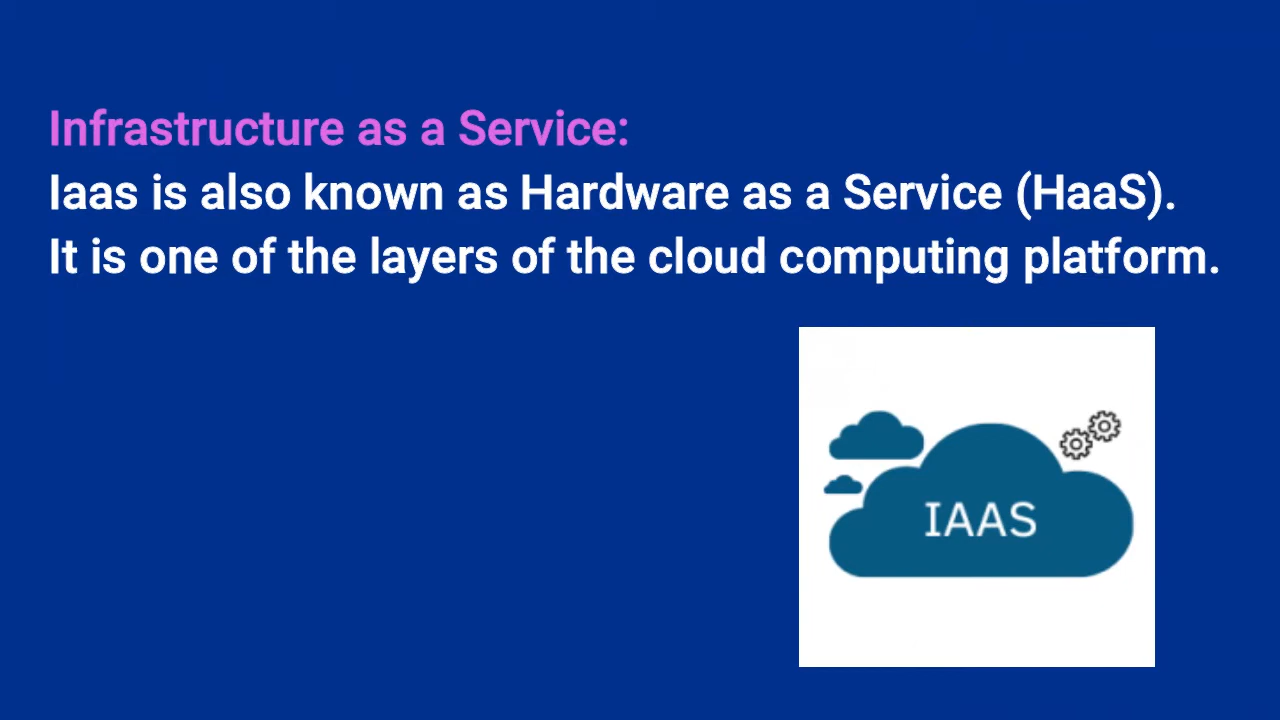 Infrastructure as a Service:
Iaas is also known as Hardware as a Service (HaaS).
It is one of the layers of the cloud computing platform.
IAAS